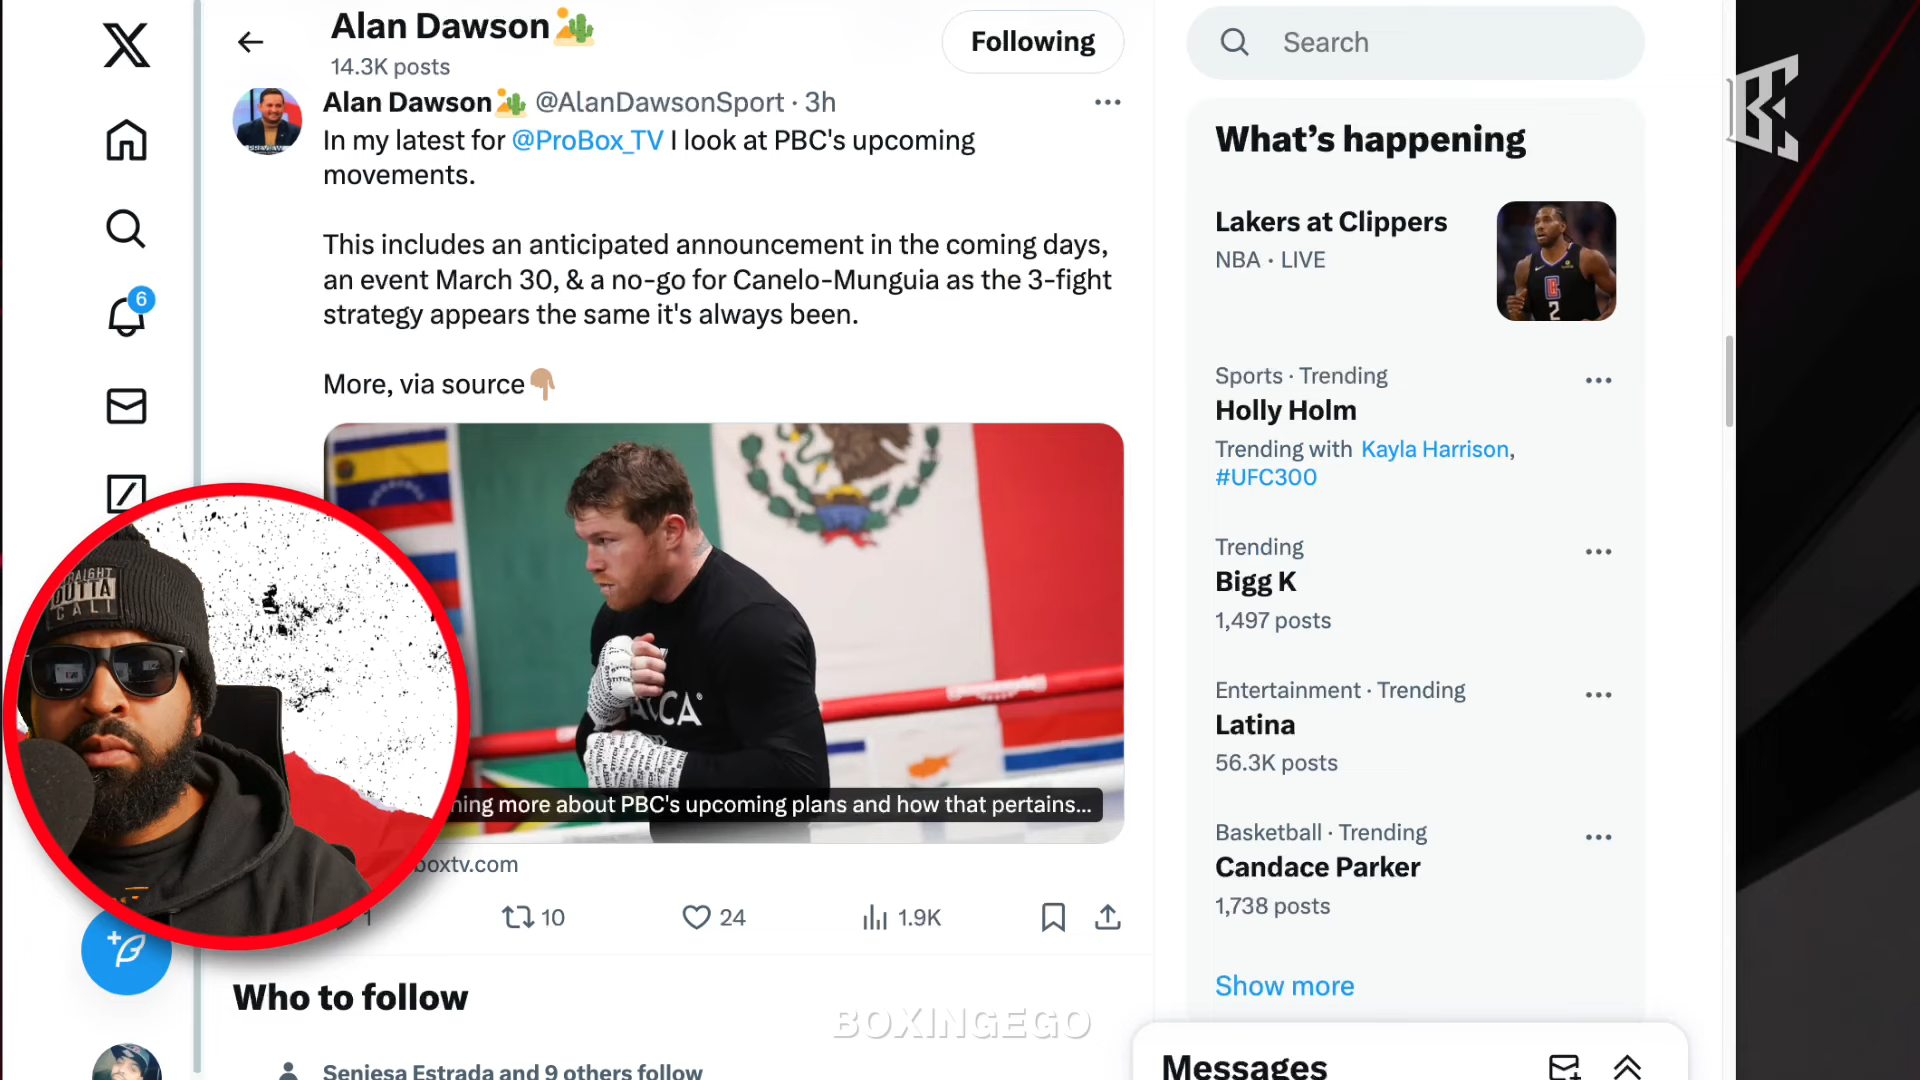 Alan Dawson
14.3K posts
Following
Alan Dawson @AlanDawsonSport · 3h
In my latest for @ProBox_TV I look at PBC's upcoming
movements.
This includes an anticipated announcement in the coming days,
an event March 30, & a no-go for Canelo-Munguia as the 3-fight
strategy appears the same it's always been.
More, via source
ning more about PBC's upcoming plans and how that pertains...
boxtv.com
1
10
24
1.9K
Who to follow
Seniesa Estrada and 9 others follow
6
OUTTA
CALI
Search
What's happening
Lakers at Clippers
NBA · LIVE
2
Sports · Trending
Holly Holm
Trending with Kayla Harrison,
#UFC300
Trending
Bigg K
1,497 posts
Entertainment · Trending
Latina
56.3K posts
Basketball · Trending
Candace Parker
1,738 posts
Show more
Messages
BOXINGEGO